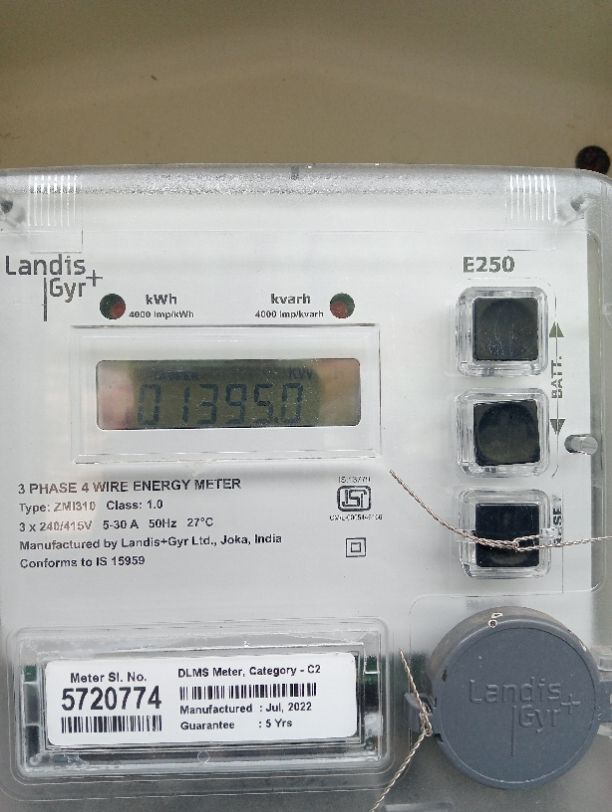 Landis
Gyr+
E250
kWh
4000 imp/kWh
kvarh
4000 imp/kvarh
BATT.
01395.0
3 PHASE 4 WIRE ENERGY METER
Type: ZMI310 Class: 1.0
3 x 240/415V 5-30 A 50Hz 27°C
Manufactured by Landis+Gyr Ltd., Joka, India
Conforms to IS 15959
ISI
Meter Sl. No.
5720774
DLMS Meter, Category - C2
Manufactured : Jul, 2022
Guarantee : 5 Yrs
Landis
Gyr+